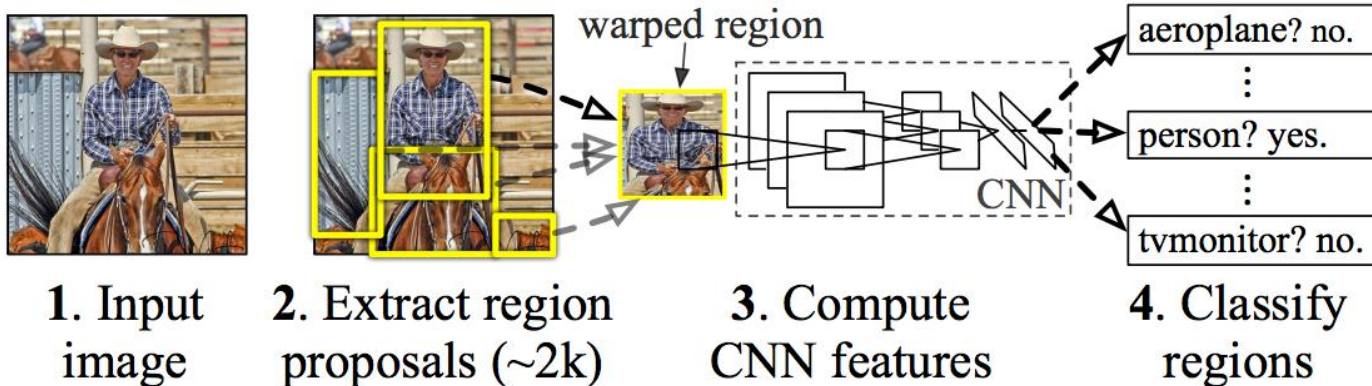 warped region
aeroplane? no.
person? yes.
CNN
tvmonitor? no.
1. Input
image
2. Extract region
proposals (~2k)
3. Compute
CNN features
4. Classify
regions